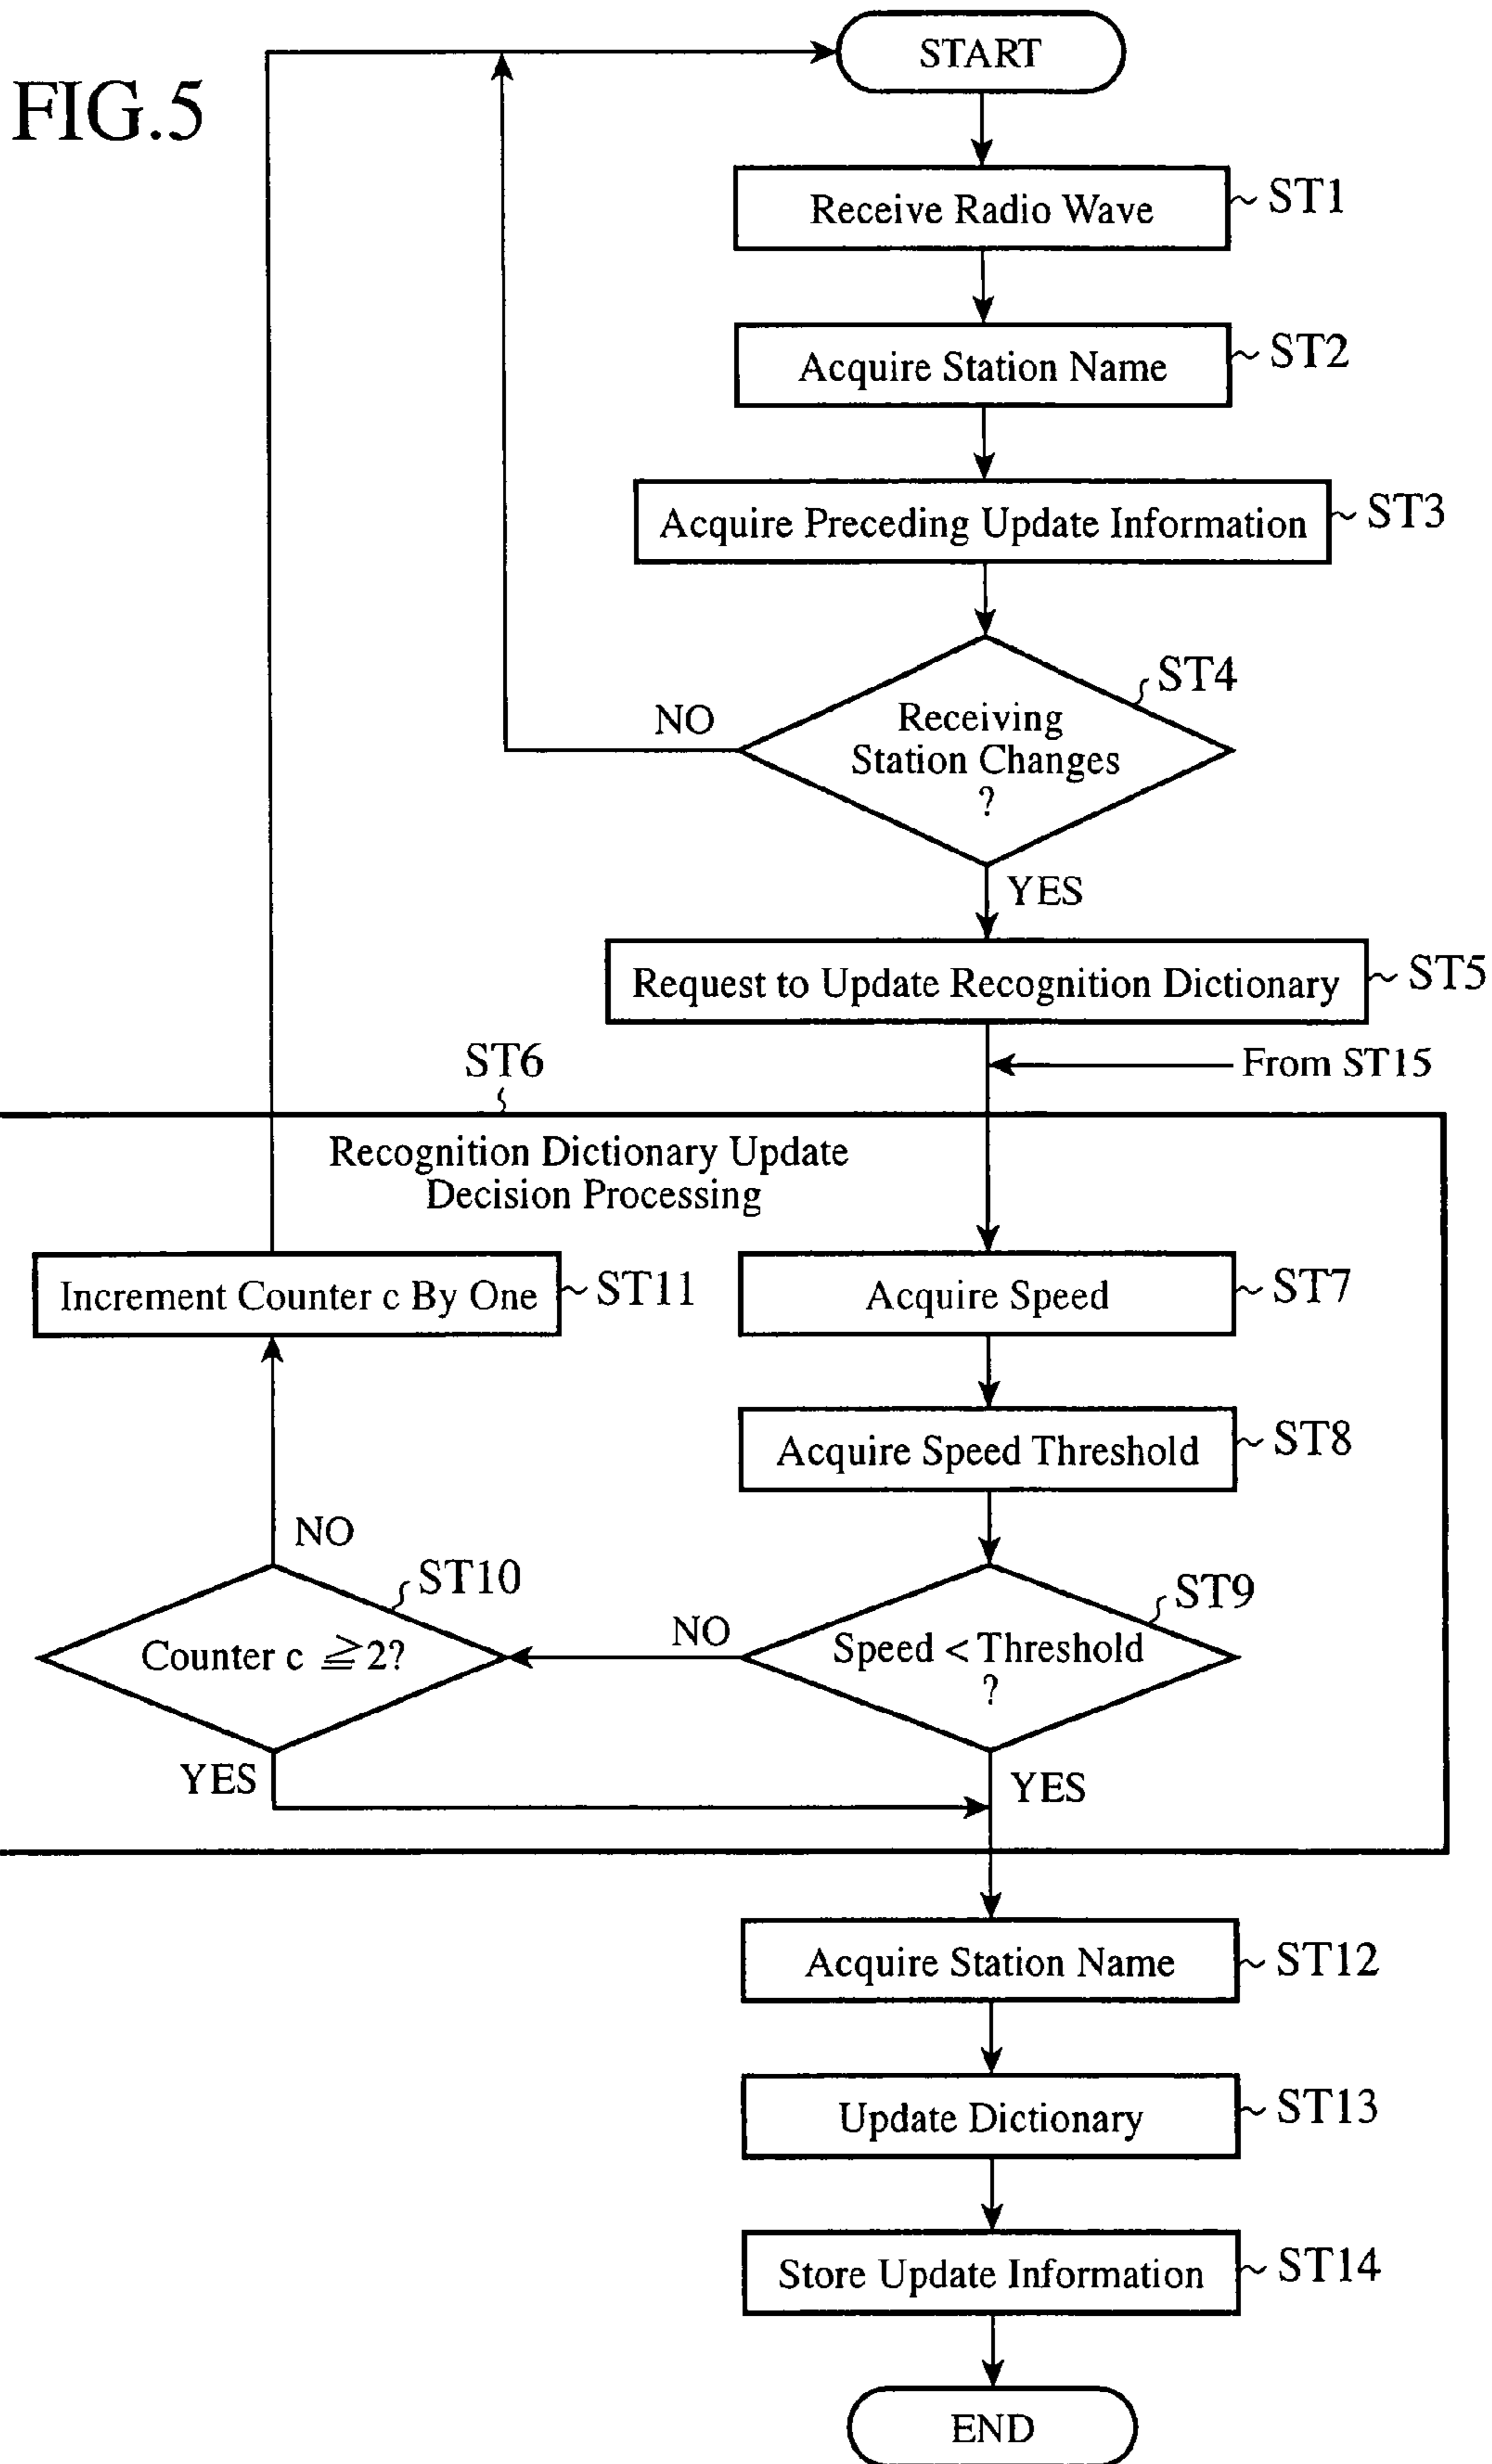 FIG.5
START
Receive Radio Wave
ST1
Acquire Station Name
ST2
Acquire Preceding Update Information
ST3
ST4
Receiving
Station Changes
?
NO
YES
Request to Update Recognition Dictionary
ST5
From ST15
ST6
Recognition Dictionary Update
Decision Processing
Increment Counter c By One
ST11
Acquire Speed
ST7
Acquire Speed Threshold
ST8
NO
ST10
Counter c ≧2?
YES
NO
ST9
Speed < Threshold
?
YES
Acquire Station Name
ST12
Update Dictionary
ST13
Store Update Information
ST14
END